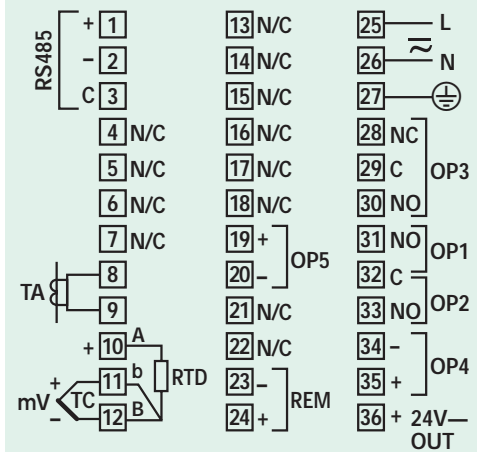 RS485
+ 1
− 2
C 3
4 N/C
5 N/C
6 N/C
7 N/C
TA
8
9
+ 10 A
+ 11 b
mV TC RTD
− 12 B
13 N/C
14 N/C
15 N/C
16 N/C
17 N/C
18 N/C
19 +
20 −
OP5
21 N/C
22 N/C
23 −
24 +
REM
25 L
26 N
27
28 NC
29 C
30 NO
OP3
31 NO
OP1
32 C
33 NO
OP2
34 −
35 +
OP4
36 + 24V
OUT